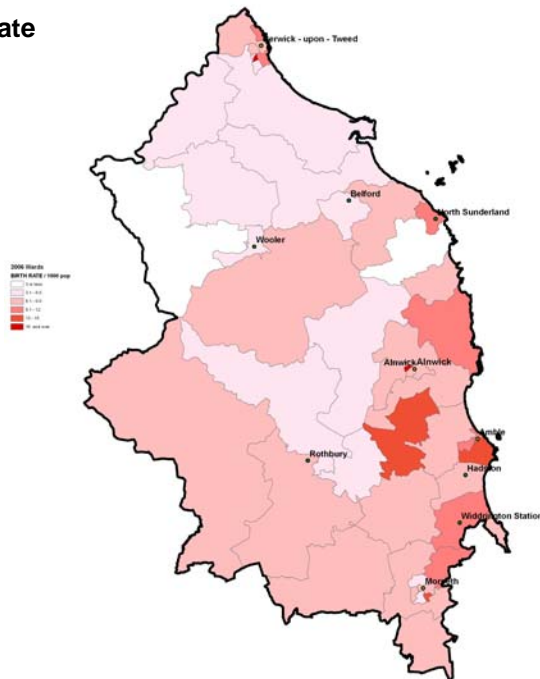 ate
Berwick - upon - Tweed
Belford
North Sunderland
Wooler
2006 Wards
BIRTH RATE / 1000 pop
Alnwick Alnwick
Amble
Rothbury
Hadston
Widdrington Station
Morpeth